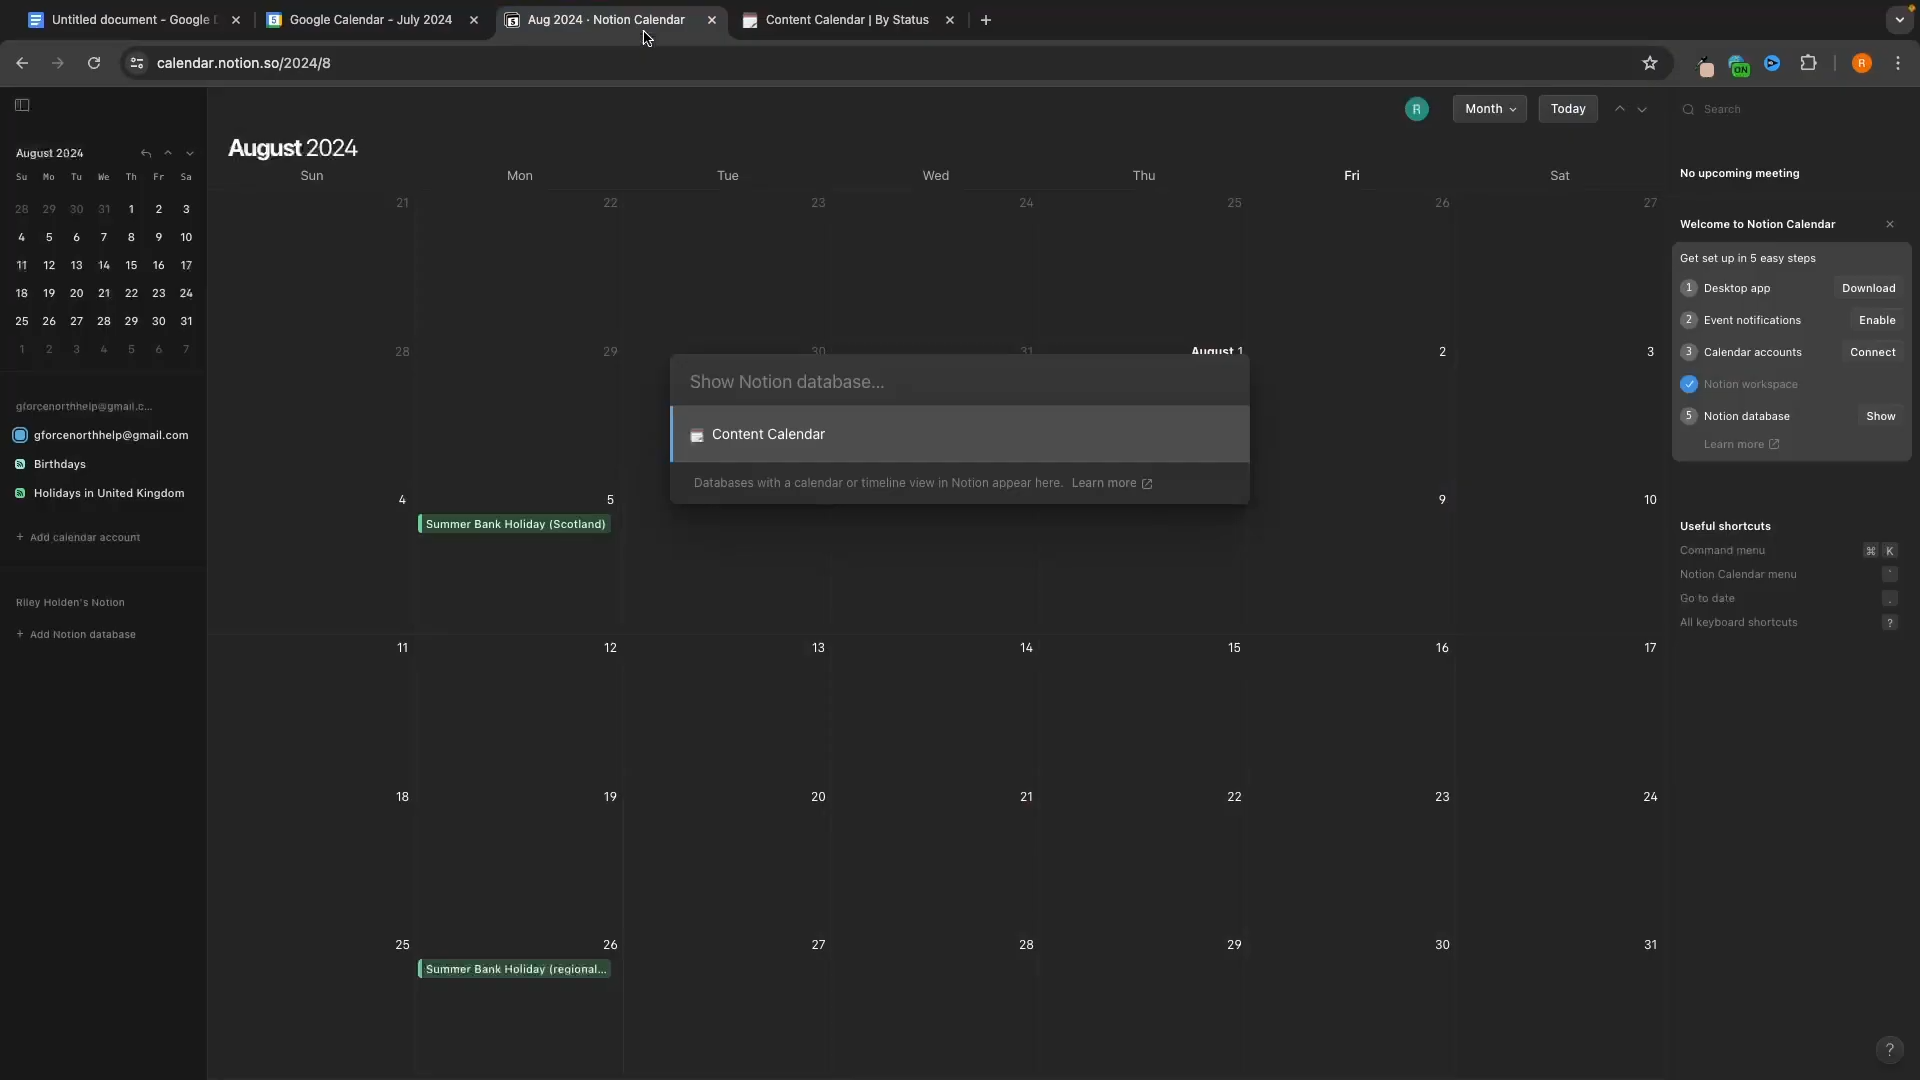 Untitled document - Google D
Google Calendar - July 2024
Aug 2024 · Notion Calendar
Content Calendar | By Status
calendar.notion.so/2024/8
ON
R
R
Month
Today
Search
August 2024
Su Mo Tu We Th Fr Sa
28 29 30 31 1 2 3
4 5 6 7 8 9 10
11 12 13 14 15 16 17
18 19 20 21 22 23 24
25 26 27 28 29 30 31
1 2 3 4 5 6 7
gforcenorthhelp@gmail.c...
gforcenorthhelp@gmail.com
Birthdays
Holidays in United Kingdom
+ Add calendar account
Riley Holden's Notion
+ Add Notion database
August 2024
Sun Mon Tue Wed Thu Fri Sat
21 22 23 24 25 26 27
28 29 30 31 August 1 2 3
Show Notion database...
Content Calendar
Databases with a calendar or timeline view in Notion appear here. Learn more
4 5 9 10
Summer Bank Holiday (Scotland)
11 12 13 14 15 16 17
18 19 20 21 22 23 24
25 26 27 28 29 30 31
Summer Bank Holiday (regional...
No upcoming meeting
Welcome to Notion Calendar
Get set up in 5 easy steps
1 Desktop app Download
2 Event notifications Enable
3 Calendar accounts Connect
Notion workspace
5 Notion database Show
Learn more
Useful shortcuts
Command menu ⌘ K
Notion Calendar menu
Go to date .
All keyboard shortcuts ?
?